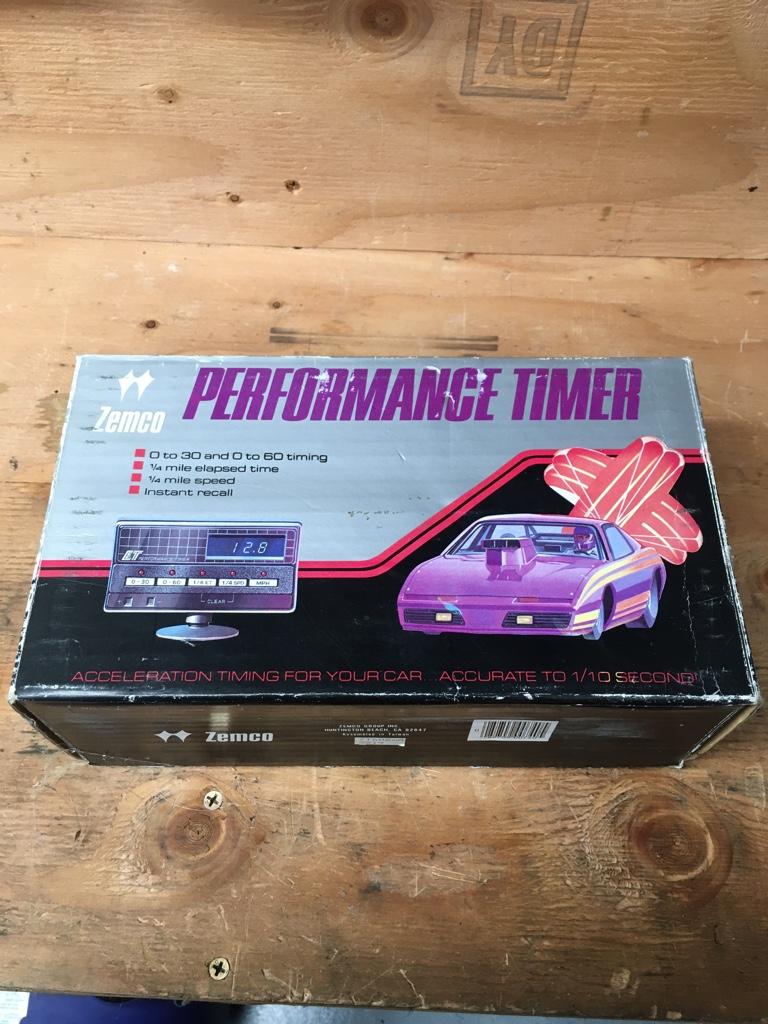 DY
Zemco
PERFORMANCE TIMER
0 to 30 and 0 to 60 timing
1/4 mile elapsed time
1/4 mile speed
Instant recall
ET PERFORMANCE TIMER
12.8
0-30 0-60 1/4 ET 1/4 SPD MPH
CLEAR
ACCELERATION TIMING FOR YOUR CAR... ACCURATE TO 1/10 SECOND!
Zemco
ZEMCO GROUP INC.
HUNTINGTON BEACH, CA 92647
Assembled in Taiwan